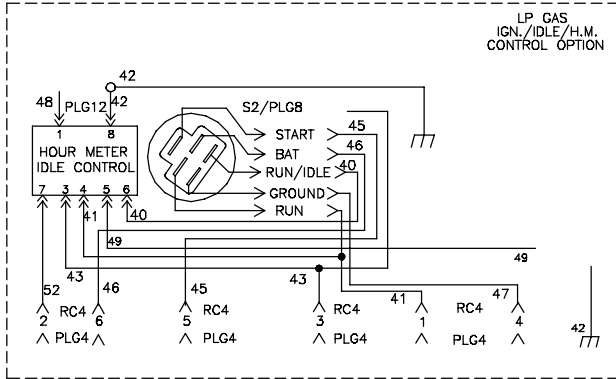 LP GAS
IGN./IDLE/H.M.
CONTROL OPTION
42
48 PLG12 42
S2/PLG8
1 8
START 45
HOUR METER
IDLE CONTROL
BAT 46
RUN/IDLE 40
7 3 4 5 6
GROUND
41 40
RUN
49
49
43 43
52 46 45 41 47
RC4 RC4 RC4 RC4
2 6 5 3 1 4
PLG4 PLG4 PLG4 PLG4
42